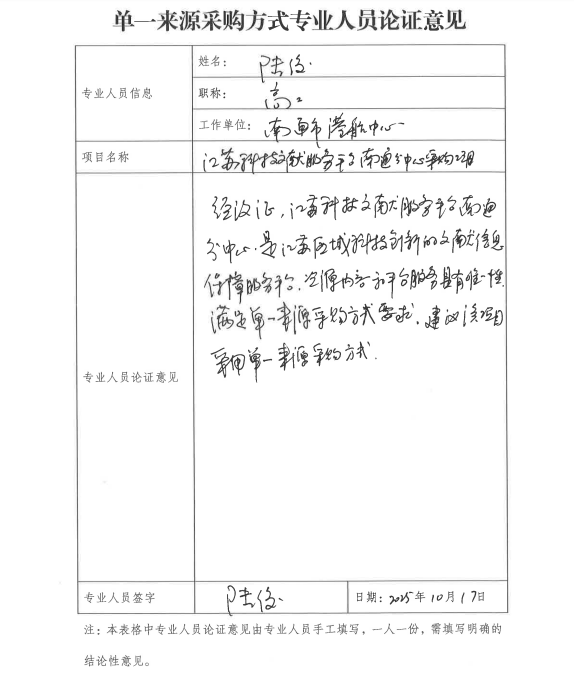 单一来源采购方式专业人员论证意见
专业人员信息
姓名： 陆俊
职称： 高工
工作单位： 南通市港航中心
项目名称 江苏科技文献服务平台南通分中心采购项目
专业人员论证意见
经论证，江苏科技文献服务平台南通
分中心是江苏区域科技创新的文献信息
保障服务平台，资源内容和平台服务具有唯一性
满足单一来源采购方式要求，建议该项目
采用单一来源采购方式.
专业人员签字 陆俊 日期：2025年10月17日
注：本表格中专业人员论证意见由专业人员手工填写，一人一份，需填写明确的
结论性意见。